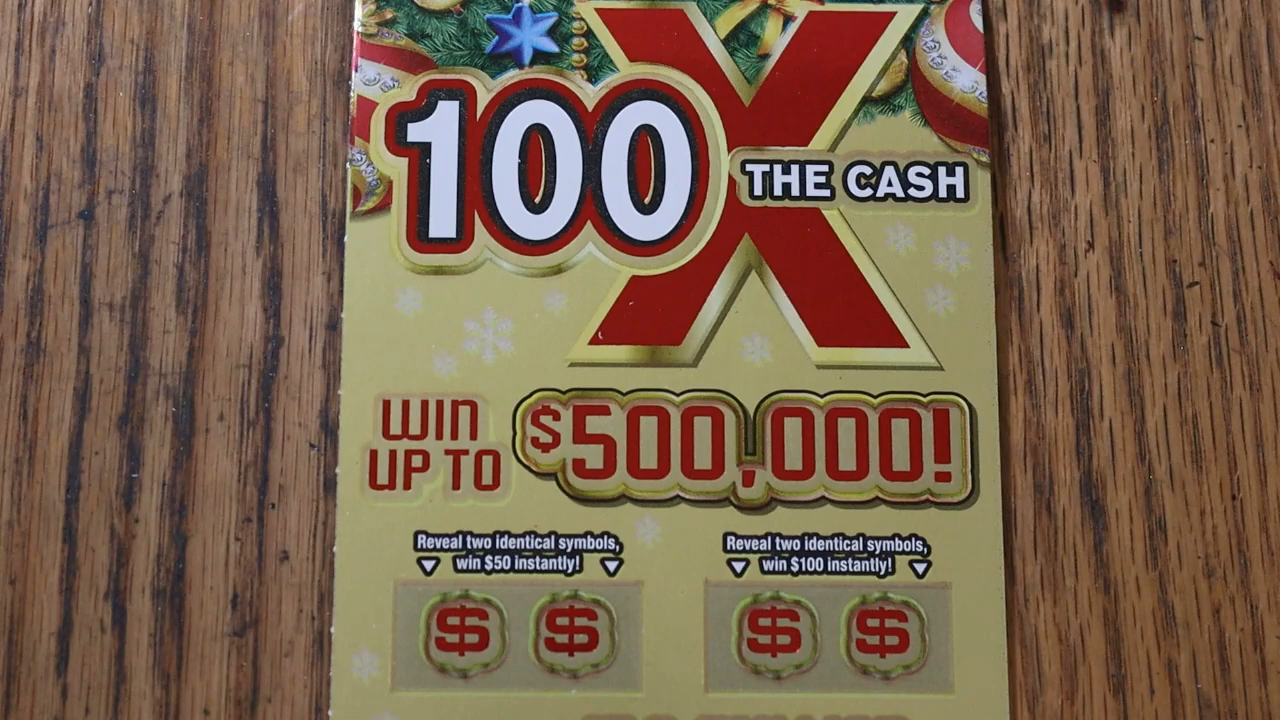 100X
THE CASH
WIN
UP TO
$500,000!
Reveal two identical symbols,
win $50 instantly!
Reveal two identical symbols,
win $100 instantly!
$ $
$ $